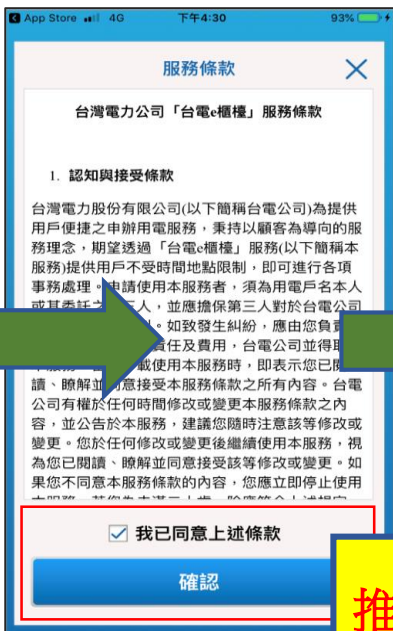 App Store 4G 下午4:30 93%
服務條款
台灣電力公司「台電e櫃檯」服務條款
1. 認知與接受條款
台灣電力股份有限公司(以下簡稱台電公司)為提供
用戶便捷之申辦用電服務，秉持以顧客為導向的服
務理念，期望透過「台電e櫃檯」服務(以下簡稱本
服務)提供用戶不受時間地點限制，即可進行各項
事務處理。申請使用本服務者，須為用電戶名本人
或其委託之 人，並應擔保第三人對於台電公司
。如致發生糾紛，應由您負
責任及費用，台電公司並得
載使用本服務時，即表示您已閱
讀、瞭解並同意接受本服務條款之所有內容。台電
公司有權於任何時間修改或變更本服務條款之內
容，並公告於本服務，建議您隨時注意該等修改或
變更。您於任何修改或變更後繼續使用本服務，視
為您已閱讀、瞭解並同意接受該等修改或變更。如
果您不同意本服務條款的內容，您應立即停止使用
我已同意上述條款
確認
推